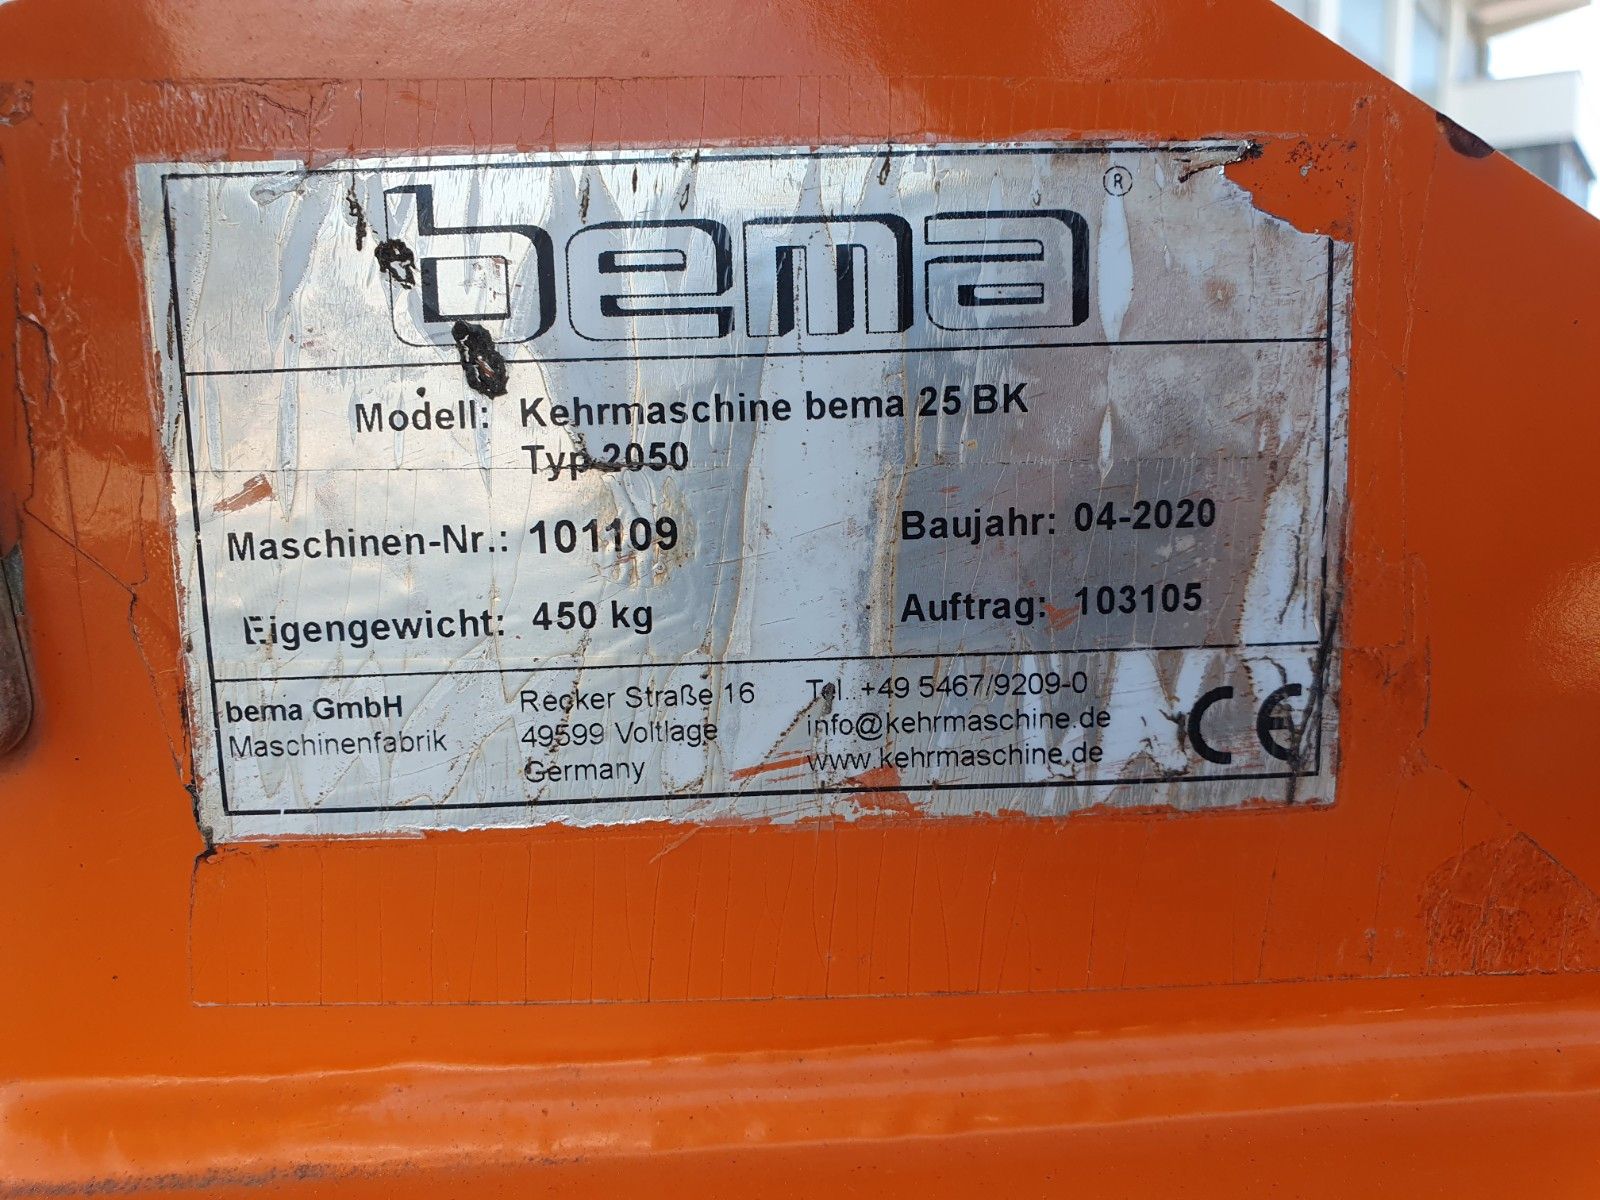 bema ®
Modell: Kehrmaschine bema 25 BK
Typ 2050
Maschinen-Nr.: 101109 Baujahr: 04-2020
Eigengewicht: 450 kg Auftrag: 103105
bema GmbH
Maschinenfabrik
Recker Straße 16
49599 Voltlage
Germany
Tel. +49 5467/9209-0
info@kehrmaschine.de
www.kehrmaschine.de
CE